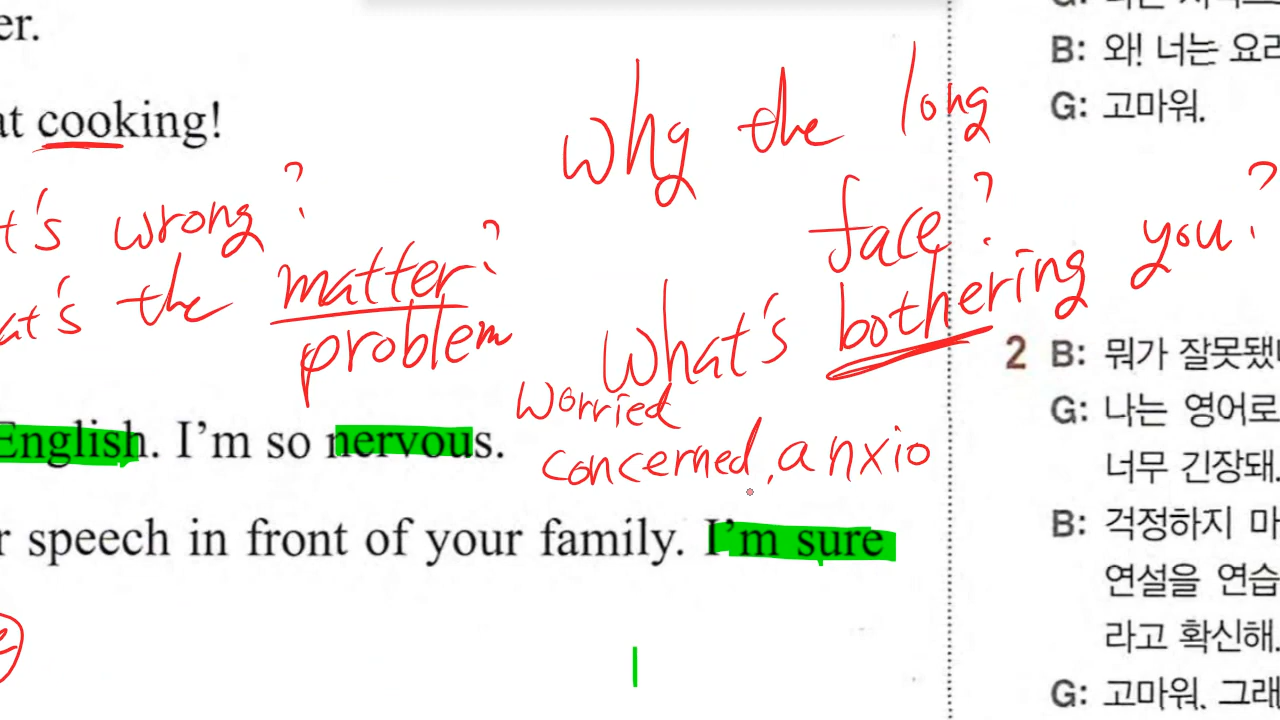 er.
at cooking!
why the long
face?
t's wrong?
at's the matter?
problem
What's bothering you?
worried
concerned, anxio
English. I'm so nervous.
r speech in front of your family. I'm sure
B: 와! 너는 요리
G: 고마워.
2 B: 뭐가 잘못됐니
G: 나는 영어로
너무 긴장돼.
B: 걱정하지 마
연설을 연습
라고 확신해.
G: 고마워. 그래